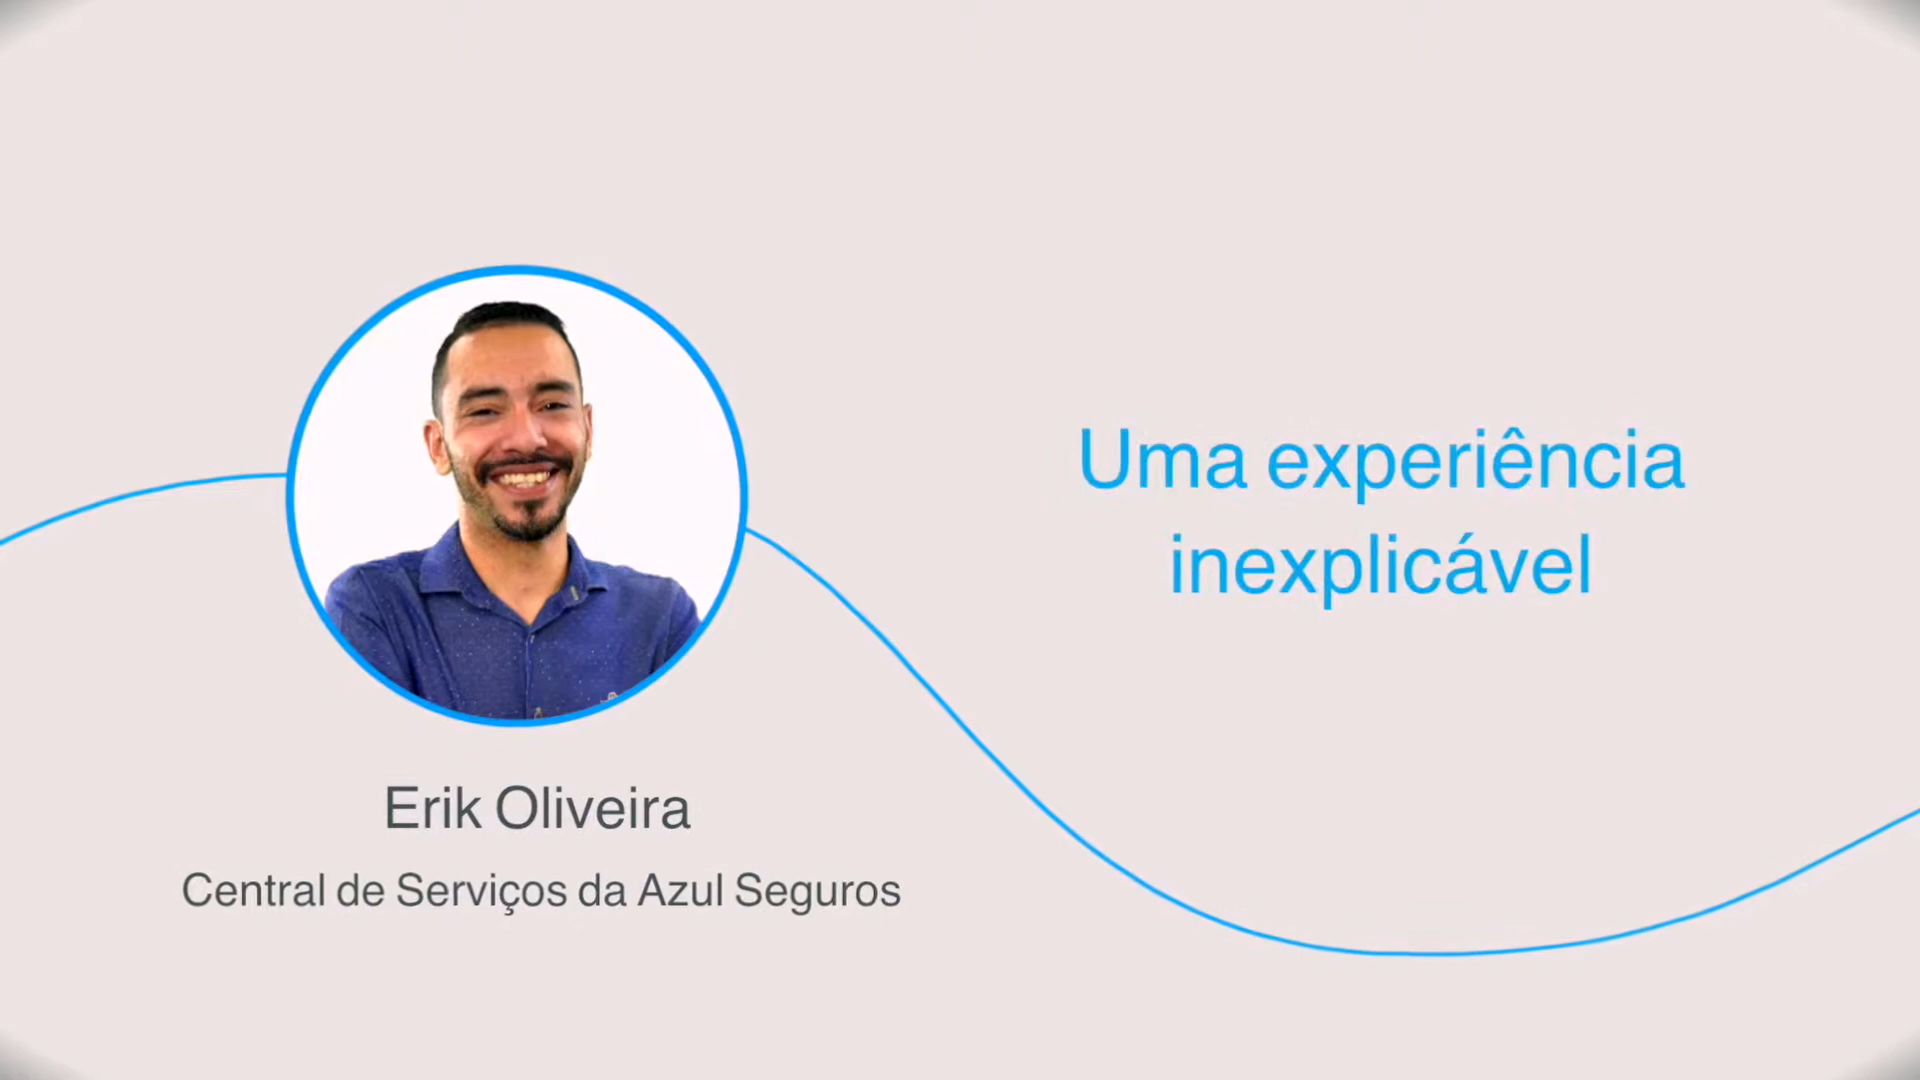 Uma experiência
inexplicável
Erik Oliveira
Central de Serviços da Azul Seguros